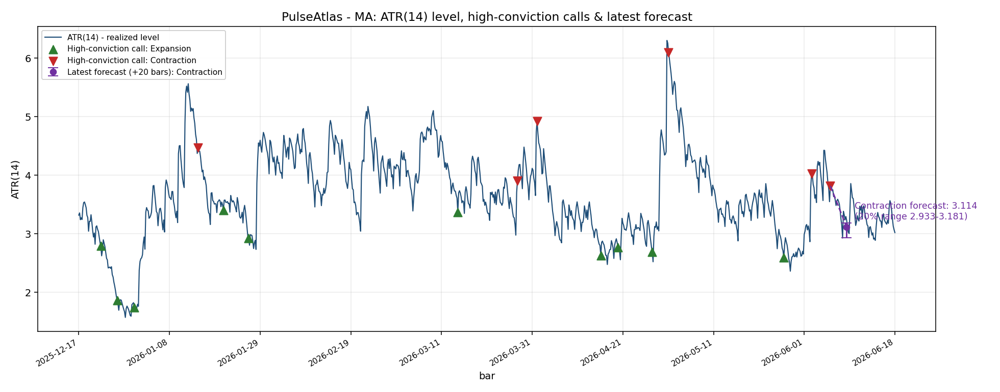 PulseAtlas - MA: ATR(14) level, high-conviction calls & latest forecast
ATR(14) - realized level
High-conviction call: Expansion
High-conviction call: Contraction
Latest forecast (+20 bars): Contraction
ATR(14)
6
5
4
3
2
Contraction forecast: 3.114
(20% range 2.933-3.181)
2025-12-17
2026-01-08
2026-01-29
2026-02-19
2026-03-11
2026-03-31
2026-04-21
2026-05-11
2026-06-01
2026-06-18
bar